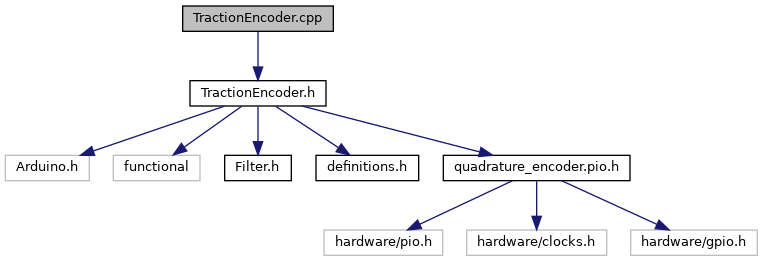 TractionEncoder.cpp
TractionEncoder.h
Arduino.h
functional
Filter.h
definitions.h
quadrature_encoder.pio.h
hardware/pio.h
hardware/clocks.h
hardware/gpio.h